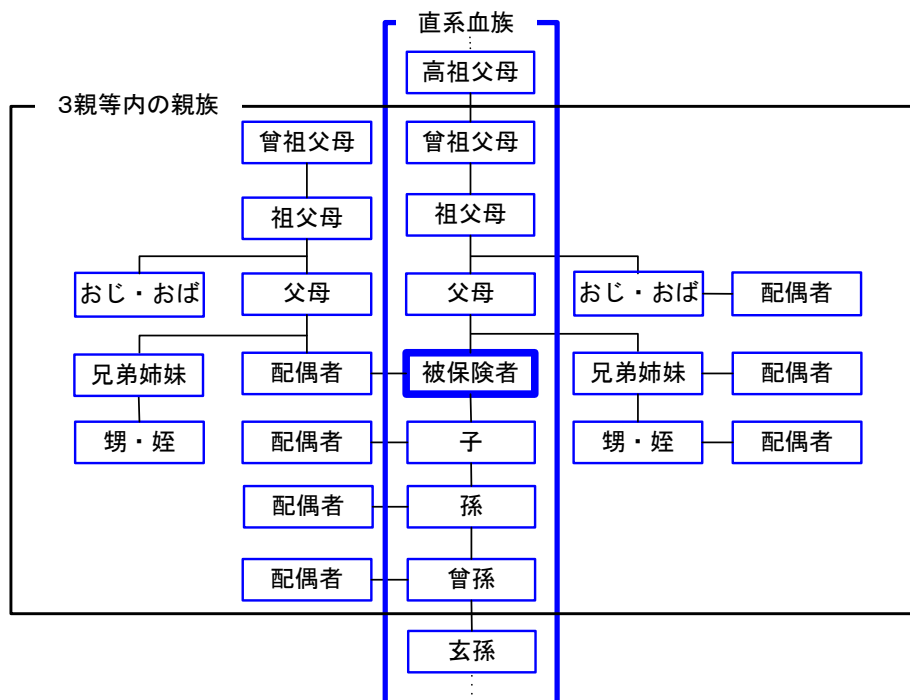 直系血族
高祖父母
3親等内の親族
曾祖父母 曾祖父母
祖父母 祖父母
おじ・おば 父母 父母 おじ・おば 配偶者
兄弟姉妹 配偶者 被保険者 兄弟姉妹 配偶者
甥・姪 配偶者 子 甥・姪 配偶者
配偶者 孫
配偶者 曾孫
玄孫